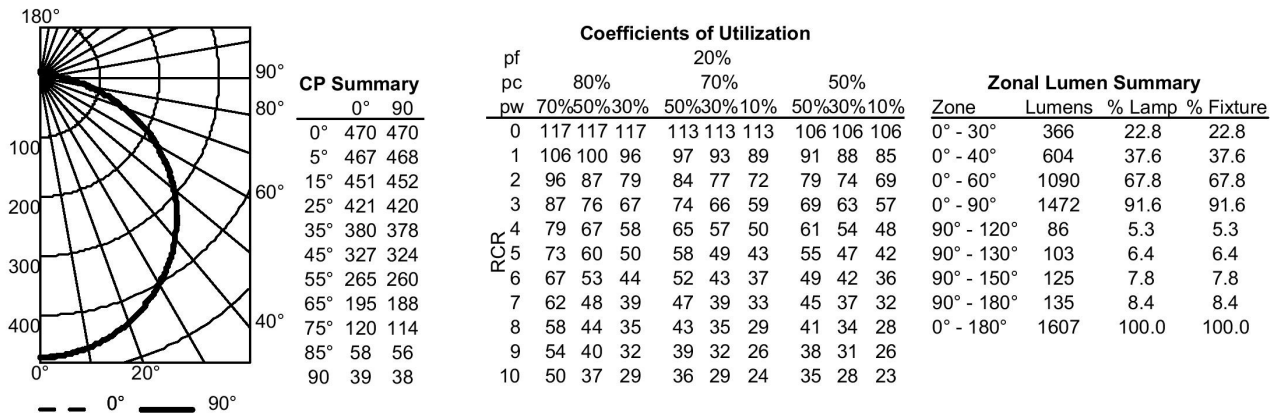 180°
90°
80°
100
60°
200
300
40°
400
0° 20°
0° 90°
CP Summary
0° 90
0° 470 470
5° 467 468
15° 451 452
25° 421 420
35° 380 378
45° 327 324
55° 265 260
65° 195 188
75° 120 114
85° 58 56
90 39 38
Coefficients of Utilization
pf 20%
pc 80% 70% 50%
pw 70%50%30% 50%30%10% 50%30%10%
RCR
0 117 117 117 113 113 113 106 106 106
1 106 100 96 97 93 89 91 88 85
2 96 87 79 84 77 72 79 74 69
3 87 76 67 74 66 59 69 63 57
4 79 67 58 65 57 50 61 54 48
5 73 60 50 58 49 43 55 47 42
6 67 53 44 52 43 37 49 42 36
7 62 48 39 47 39 33 45 37 32
8 58 44 35 43 35 29 41 34 28
9 54 40 32 39 32 26 38 31 26
10 50 37 29 36 29 24 35 28 23
Zonal Lumen Summary
Zone Lumens % Lamp % Fixture
0° - 30° 366 22.8 22.8
0° - 40° 604 37.6 37.6
0° - 60° 1090 67.8 67.8
0° - 90° 1472 91.6 91.6
90° - 120° 86 5.3 5.3
90° - 130° 103 6.4 6.4
90° - 150° 125 7.8 7.8
90° - 180° 135 8.4 8.4
0° - 180° 1607 100.0 100.0